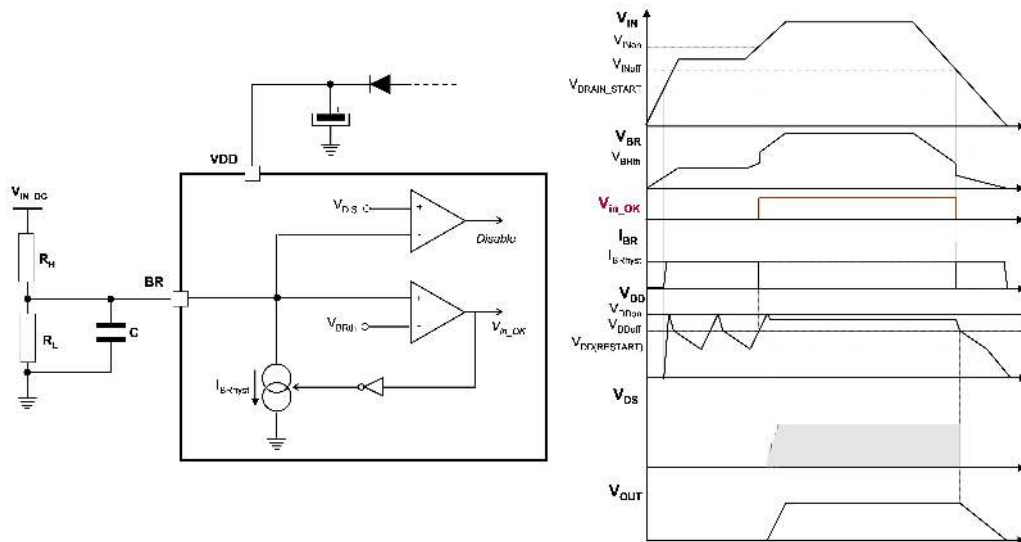 VDD
V_IN_DC
R_H
BR
R_L
C
V_DIS
+
-
Disable
+
V_BRth
-
V_in_OK
I_BRhyst
V_IN
V_INon
V_INoff
V_DRAIN_START
V_BR
V_BRth
V_in_OK
I_BR
I_BRhyst
V_DD
V_DDon
V_DDoff
V_DD(RESTART)
V_DS
V_OUT